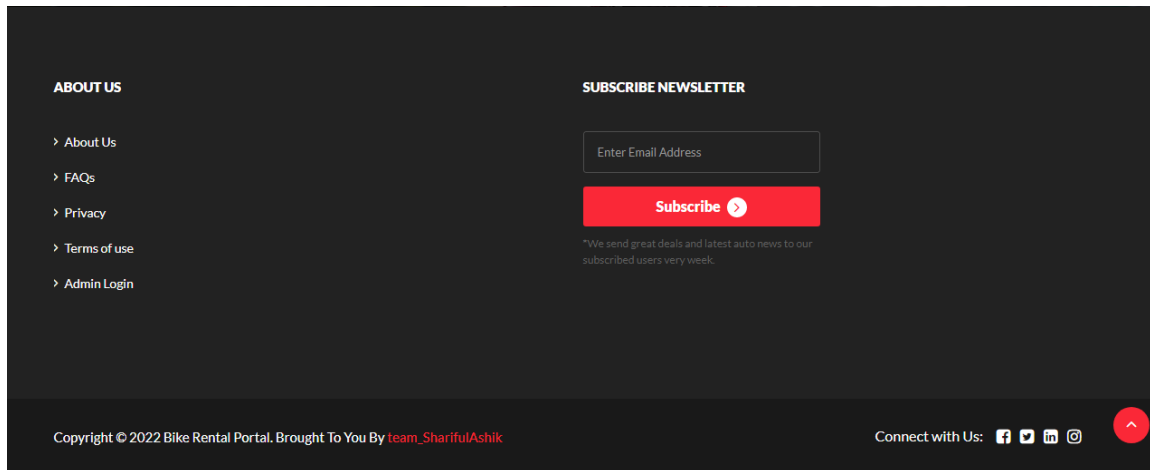 ABOUT US
About Us
FAQs
Privacy
Terms of use
Admin Login
SUBSCRIBE NEWSLETTER
Enter Email Address
Subscribe
*We send great deals and latest auto news to our
subscribed users very week.
Copyright © 2022 Bike Rental Portal. Brought To You By team_SharifulAshik
Connect with Us: